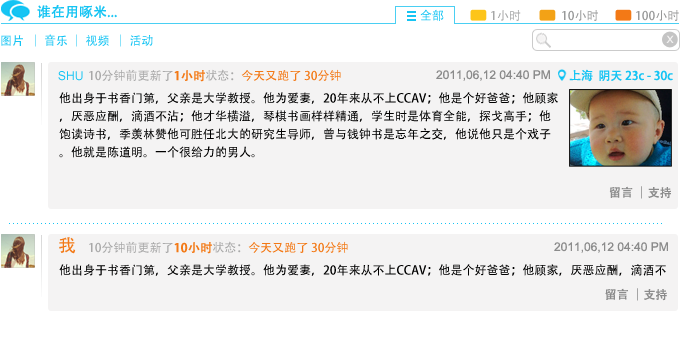 谁在用啄米...
全部 1小时 10小时 100小时
图片 音乐 视频 活动
SHU 10分钟前更新了1小时状态：今天又跑了 30分钟 2011,06,12 04:40 PM 上海 阴天 23c - 30c
他出身于书香门第，父亲是大学教授。他为爱妻，20年来从不上CCAV；他是个好爸爸；他顾家
，厌恶应酬，滴酒不沾；他才华横溢，琴棋书画样样精通，学生时是体育全能，探戈高手；他
饱读诗书，季羡林赞他可胜任北大的研究生导师，曾与钱钟书是忘年之交，他说他只是个戏子
。他就是陈道明。一个很给力的男人。
留言 支持
我 10分钟前更新了10小时状态：今天又跑了 30分钟 2011,06,12 04:40 PM
他出身于书香门第，父亲是大学教授。他为爱妻，20年来从不上CCAV；他是个好爸爸；他顾家，厌恶应酬，滴酒不
留言 支持